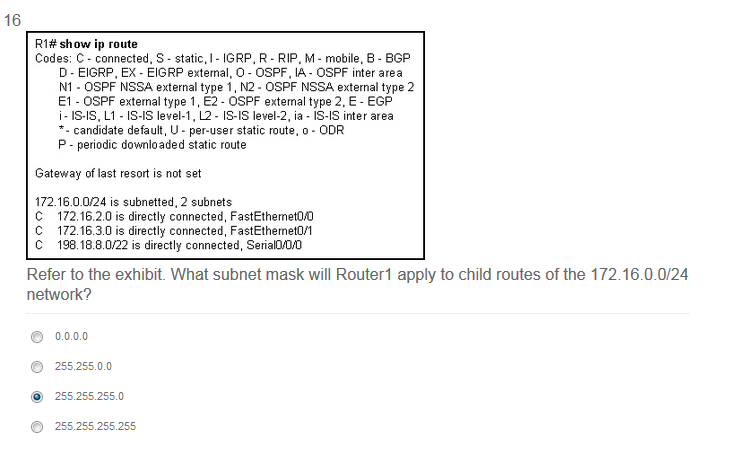 16
R1# show ip route
Codes: C - connected, S - static, I - IGRP, R - RIP, M - mobile, B - BGP
D - EIGRP, EX - EIGRP external, O - OSPF, IA - OSPF inter area
N1 - OSPF NSSA external type 1, N2 - OSPF NSSA external type 2
E1 - OSPF external type 1, E2 - OSPF external type 2, E - EGP
i - IS-IS, L1 - IS-IS level-1, L2 - IS-IS level-2, ia - IS-IS inter area
* - candidate default, U - per-user static route, o - ODR
P - periodic downloaded static route
Gateway of last resort is not set
172.16.0.0/24 is subnetted, 2 subnets
C 172.16.2.0 is directly connected, FastEthernet0/0
C 172.16.3.0 is directly connected, FastEthernet0/1
C 198.18.8.0/22 is directly connected, Serial0/0/0
Refer to the exhibit. What subnet mask will Router1 apply to child routes of the 172.16.0.0/24
network?
0.0.0.0
255.255.0.0
255.255.255.0
255.255.255.255